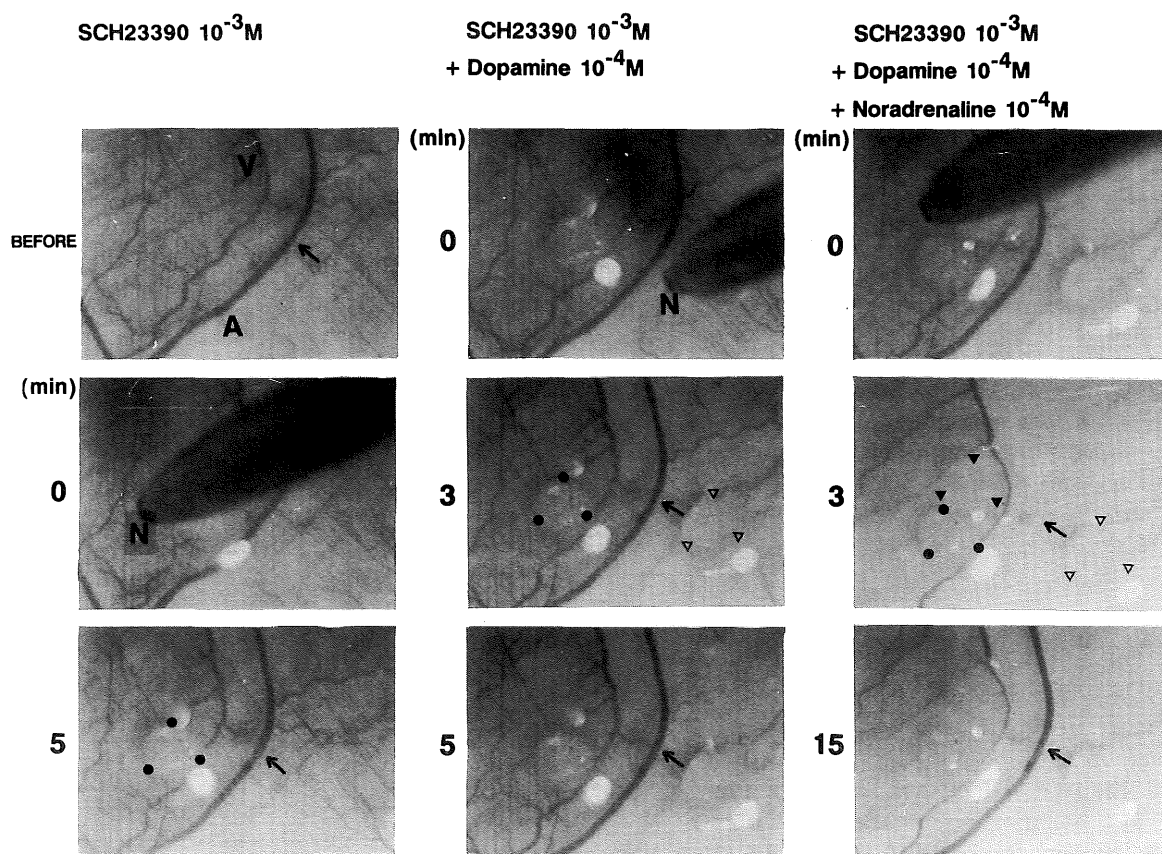 SCH23390 10⁻³M
SCH23390 10⁻³M
+ Dopamine 10⁻⁴M
SCH23390 10⁻³M
+ Dopamine 10⁻⁴M
+ Noradrenaline 10⁻⁴M
BEFORE
V
A
(min)
0
N
(min)
0
(min)
0
N
3
3
5
5
15